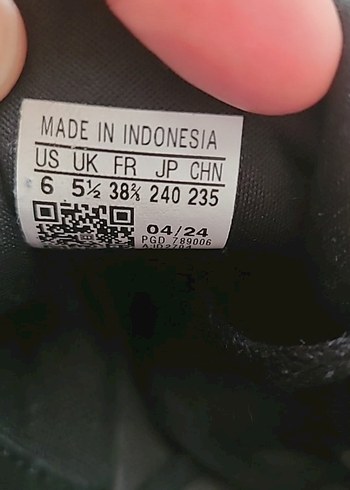 MADE IN INDONESIA
US UK FR JP CHN
6 5½ 38⅔ 240 235
04/24
PGD 789006